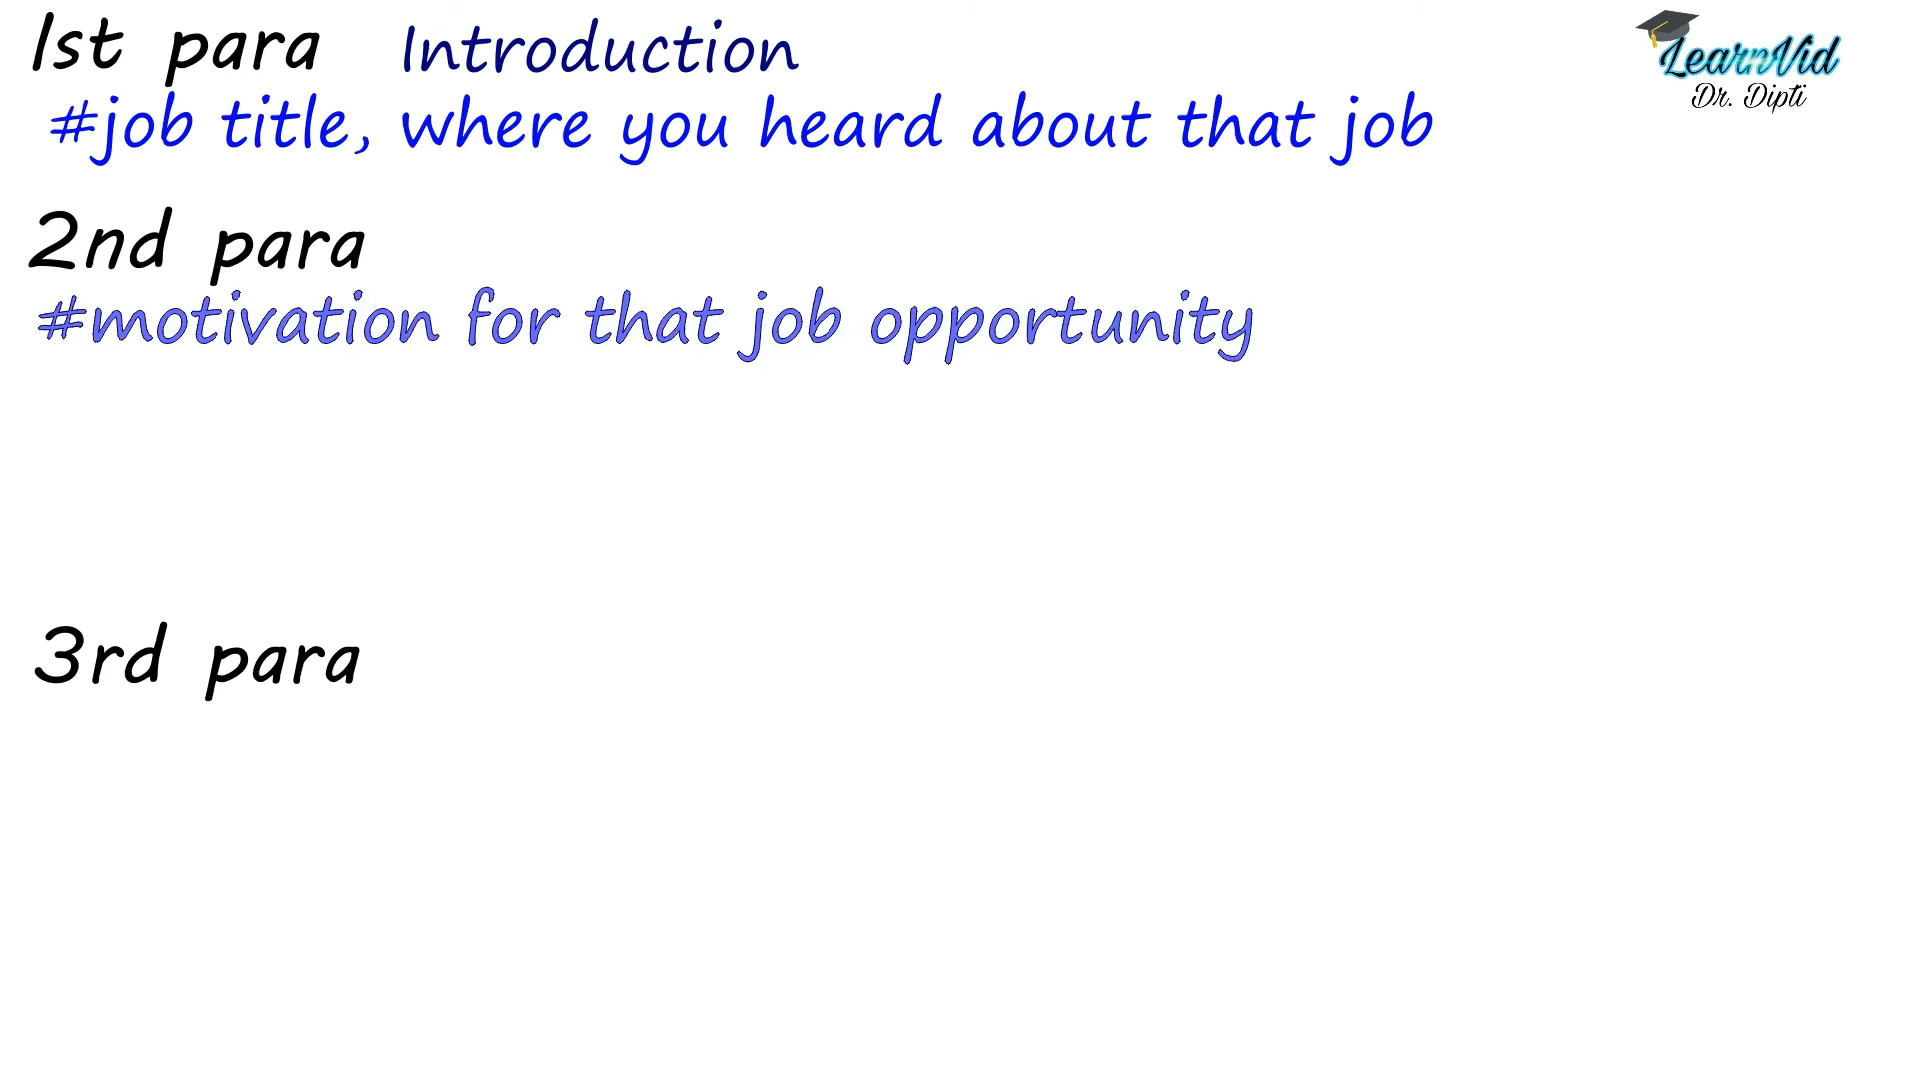 1st para Introduction
#job title, where you heard about that job
2nd para
#motivation for that job opportunity
3rd para
LearnVid
Dr. Dipti